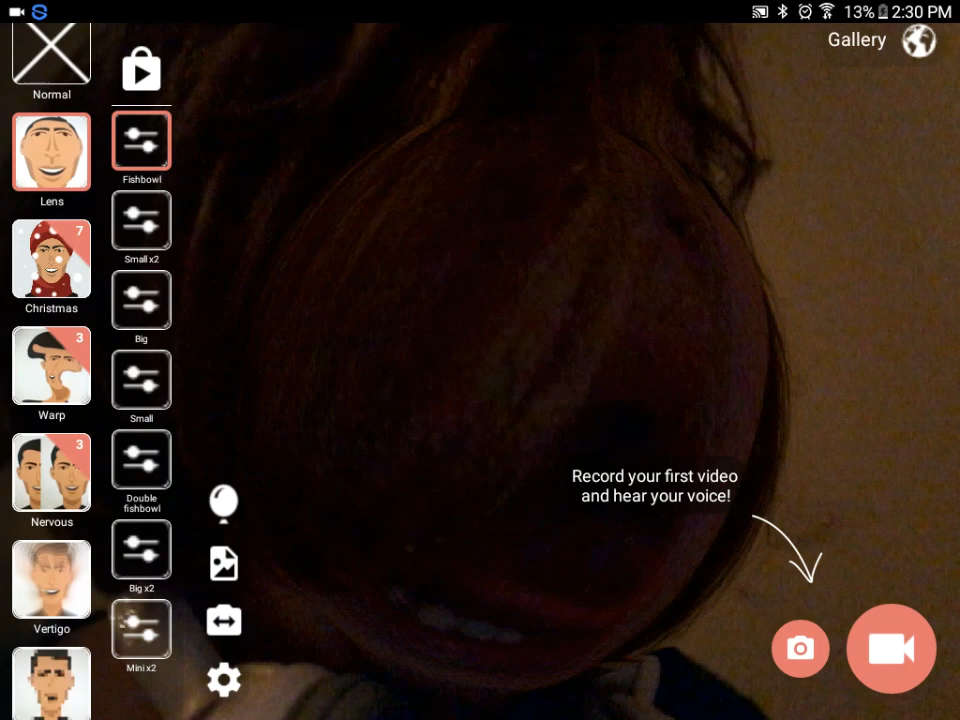 13% 2:30 PM
Gallery
Normal
Lens
7
Christmas
3
Warp
3
Nervous
Vertigo
Fishbowl
Small x2
Big
Small
Double
fishbowl
Big x2
Mini x2
Record your first video
and hear your voice!